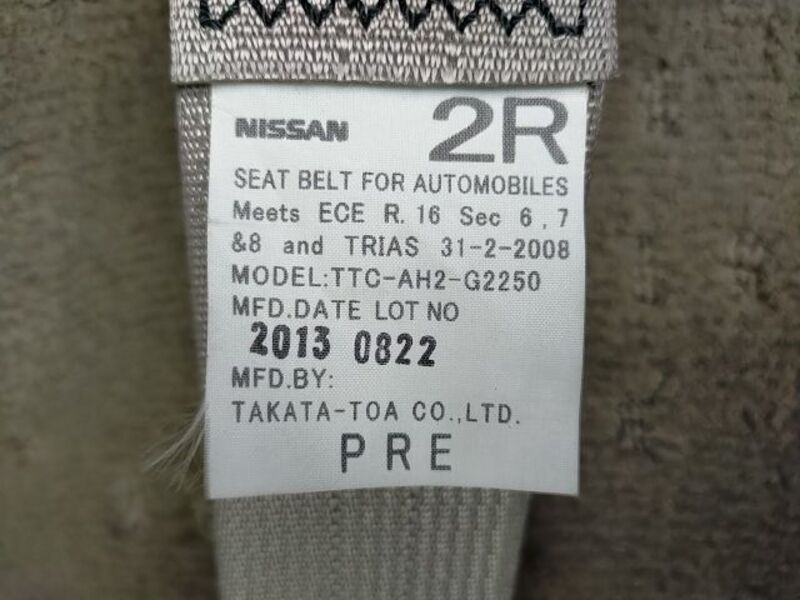 NISSAN 2R
SEAT BELT FOR AUTOMOBILES
Meets ECE R. 16 Sec 6,7
&8 and TRIAS 31-2-2008
MODEL:TTC-AH2-G2250
MFD.DATE LOT NO
2013 0822
MFD.BY:
TAKATA-TOA CO.,LTD.
PRE